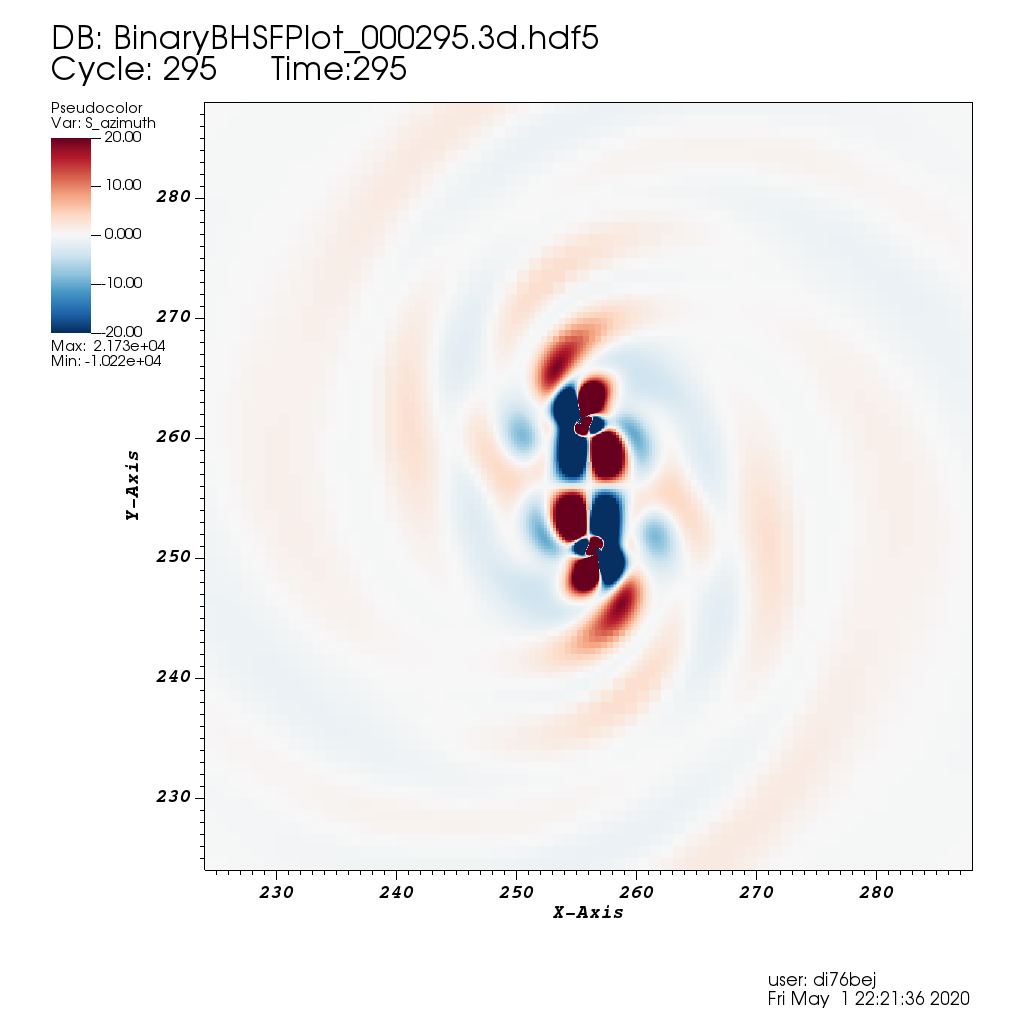 DB: BinaryBHSFPlot_000295.3d.hdf5
Cycle: 295 Time:295
Pseudocolor
Var: S_azimuth
20.00
10.00
0.000
-10.00
-20.00
Max: 2.173e+04
Min: -1.022e+04
280
270
260
250
240
230
Y-Axis
230 240 250 260 270 280
X-Axis
user: di76bej
Fri May 1 22:21:36 2020